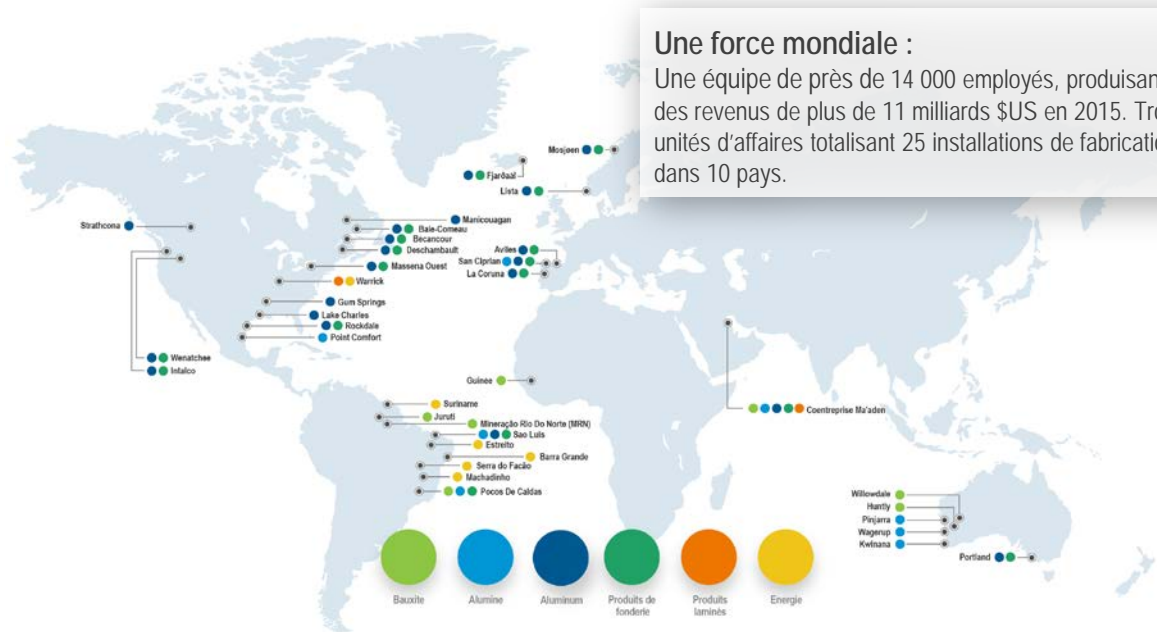 Une force mondiale :
Une équipe de près de 14 000 employés, produisan
des revenus de plus de 11 milliards $US en 2015. Tr
unités d'affaires totalisant 25 installations de fabricati
dans 10 pays.
Mosjøen
Fjarðaál
Lista
Strathcona
Manicouagan
Baie-Comeau
Bécancour
Deschambault
Massena Ouest
Aviles
San Ciprian
La Coruna
Warrick
Gum Springs
Lake Charles
Rockdale
Point Comfort
Wenatchee
Intalco
Guinee
Suriname
Juruti
Mineração Rio Do Norte (MRN)
Sao Luis
Estreito
Barra Grande
Serra do Facão
Machadinho
Pocos De Caldas
Coentreprise Ma'aden
Willowdale
Huntly
Pinjarra
Wagerup
Kwinana
Portland
Bauxite
Alumine
Aluminum
Produits de
fonderie
Produits
laminés
Energie